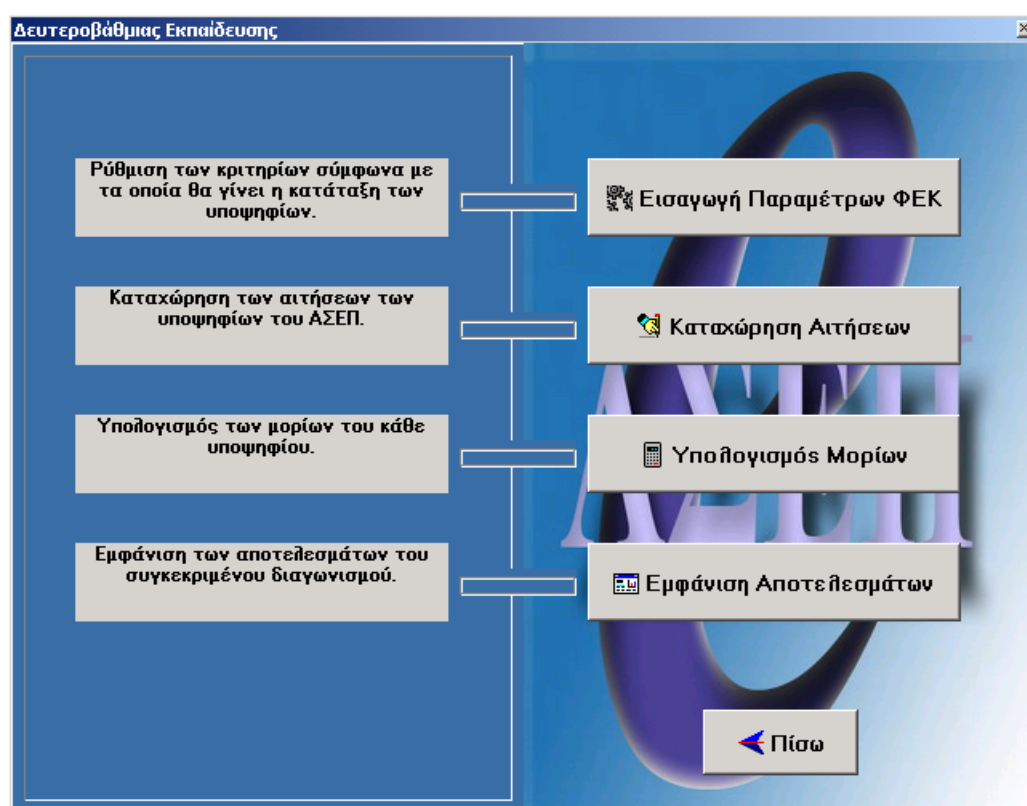 Δευτεροβάθμιας Εκπαίδευσης
Ρύθμιση των κριτηρίων σύμφωνα με
τα οποία θα γίνει η κατάταξη των
υποψηφίων.
Εισαγωγή Παραμέτρων ΦΕΚ
Καταχώρηση των αιτήσεων των
υποψηφίων του ΑΣΕΠ.
Καταχώρηση Αιτήσεων
Υπολογισμός των μορίων του κάθε
υποψηφίου.
Υπολογισμός Μορίων
Εμφάνιση των αποτελεσμάτων του
συγκεκριμένου διαγωνισμού.
Εμφάνιση Αποτελεσμάτων
ΑΣΕΠ
Πίσω